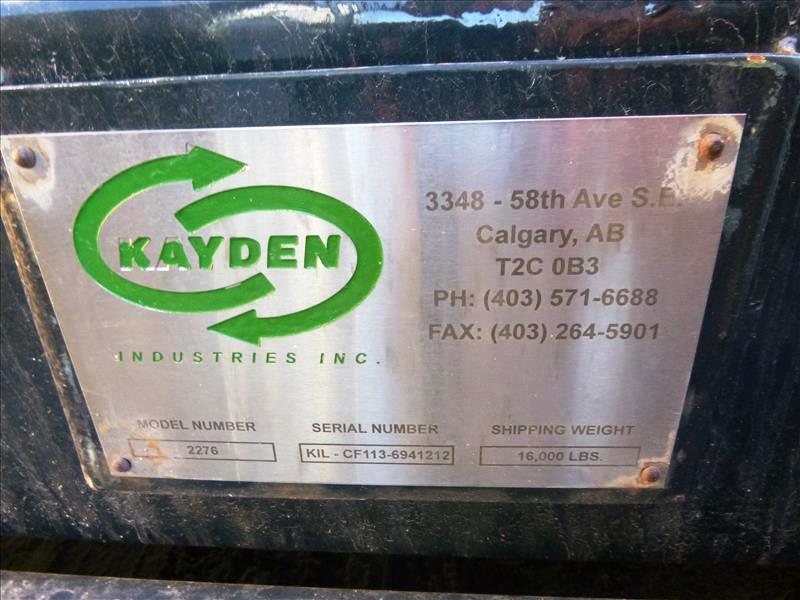 KAYDEN
INDUSTRIES INC.
3348 - 58th Ave S.E.
Calgary, AB
T2C 0B3
PH: (403) 571-6688
FAX: (403) 264-5901
MODEL NUMBER
2276
SERIAL NUMBER
KIL - CF113-6941212
SHIPPING WEIGHT
16,000 LBS.